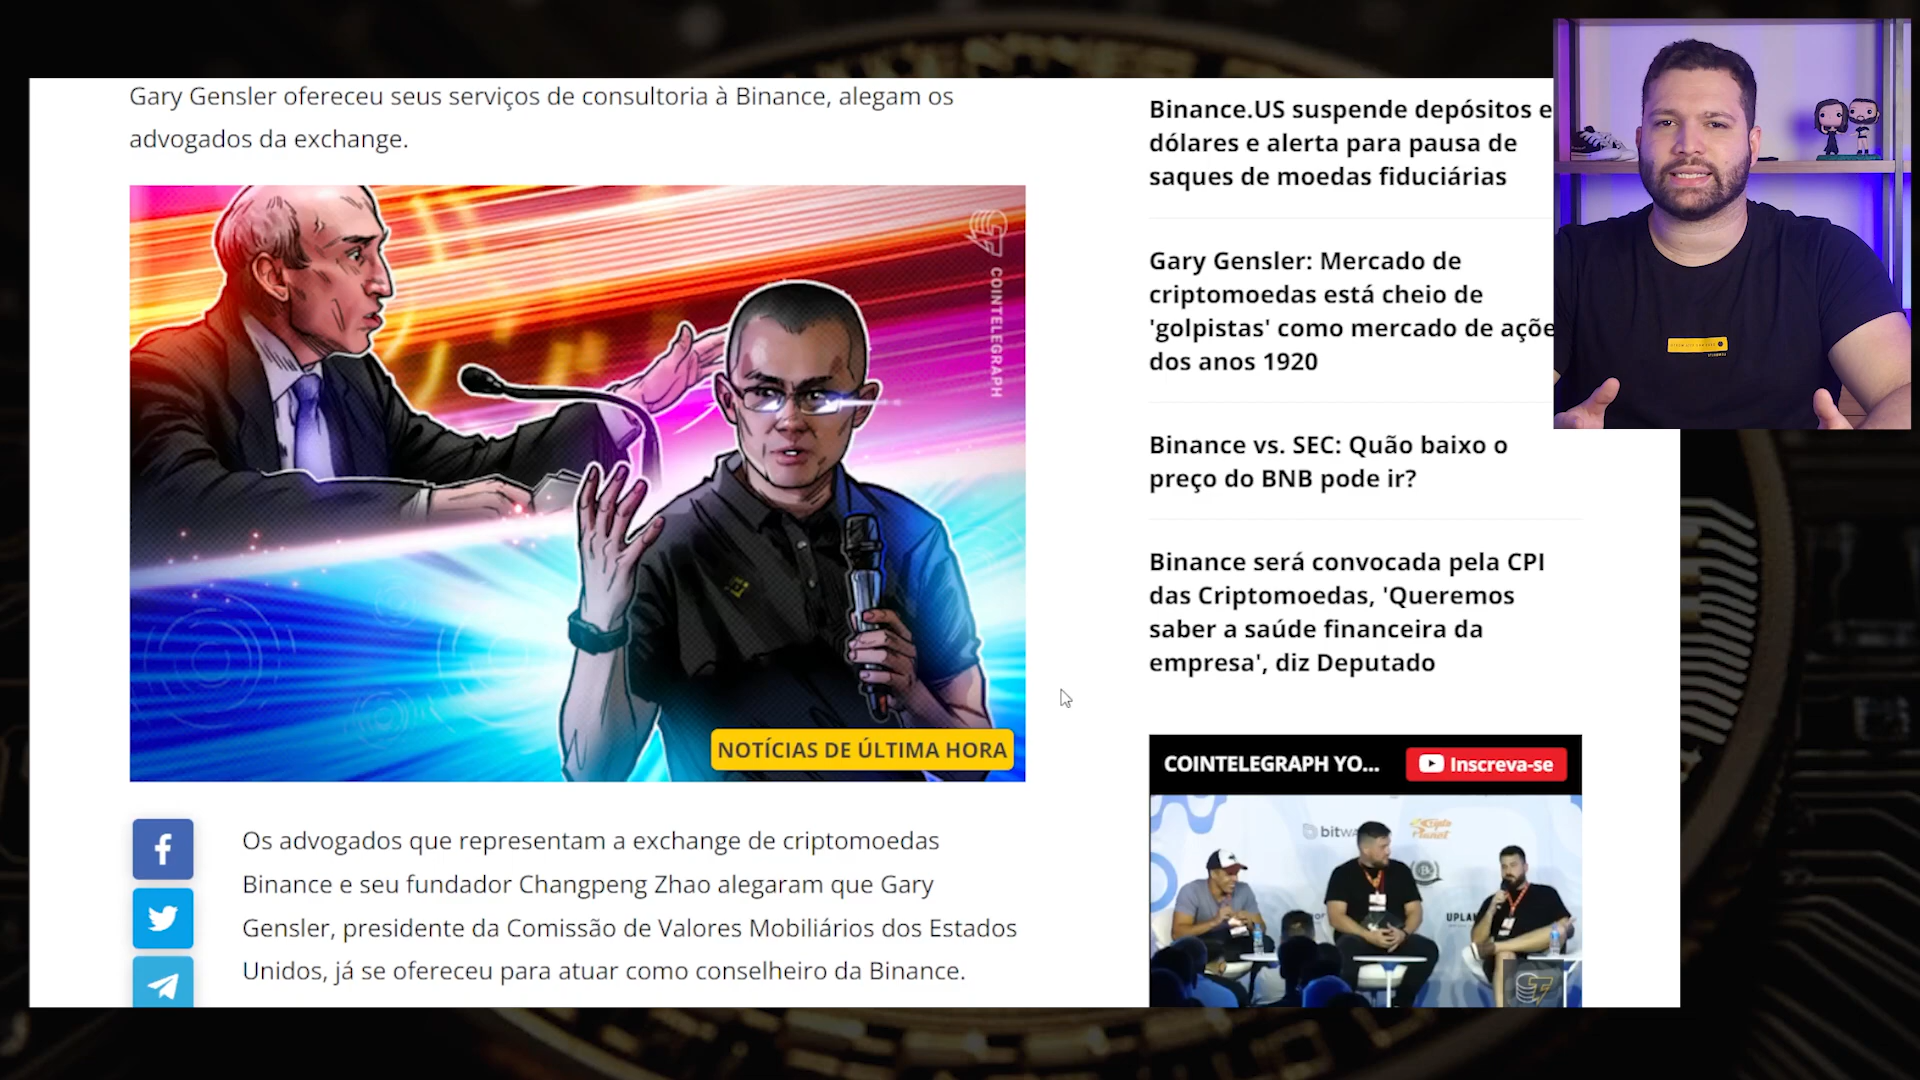 Gary Gensler ofereceu seus serviços de consultoria à Binance, alegam os
advogados da exchange.
COINTELEGRAPH
NOTÍCIAS DE ÚLTIMA HORA
Os advogados que representam a exchange de criptomoedas
Binance e seu fundador Changpeng Zhao alegaram que Gary
Gensler, presidente da Comissão de Valores Mobiliários dos Estados
Unidos, já se ofereceu para atuar como conselheiro da Binance.
Binance.US suspende depósitos e
dólares e alerta para pausa de
saques de moedas fiduciárias
Gary Gensler: Mercado de
criptomoedas está cheio de
'golpistas' como mercado de açõe
dos anos 1920
Binance vs. SEC: Quão baixo o
preço do BNB pode ir?
Binance será convocada pela CPI
das Criptomoedas, 'Queremos
saber a saúde financeira da
empresa', diz Deputado
COINTELEGRAPH YO...
Inscreva-se